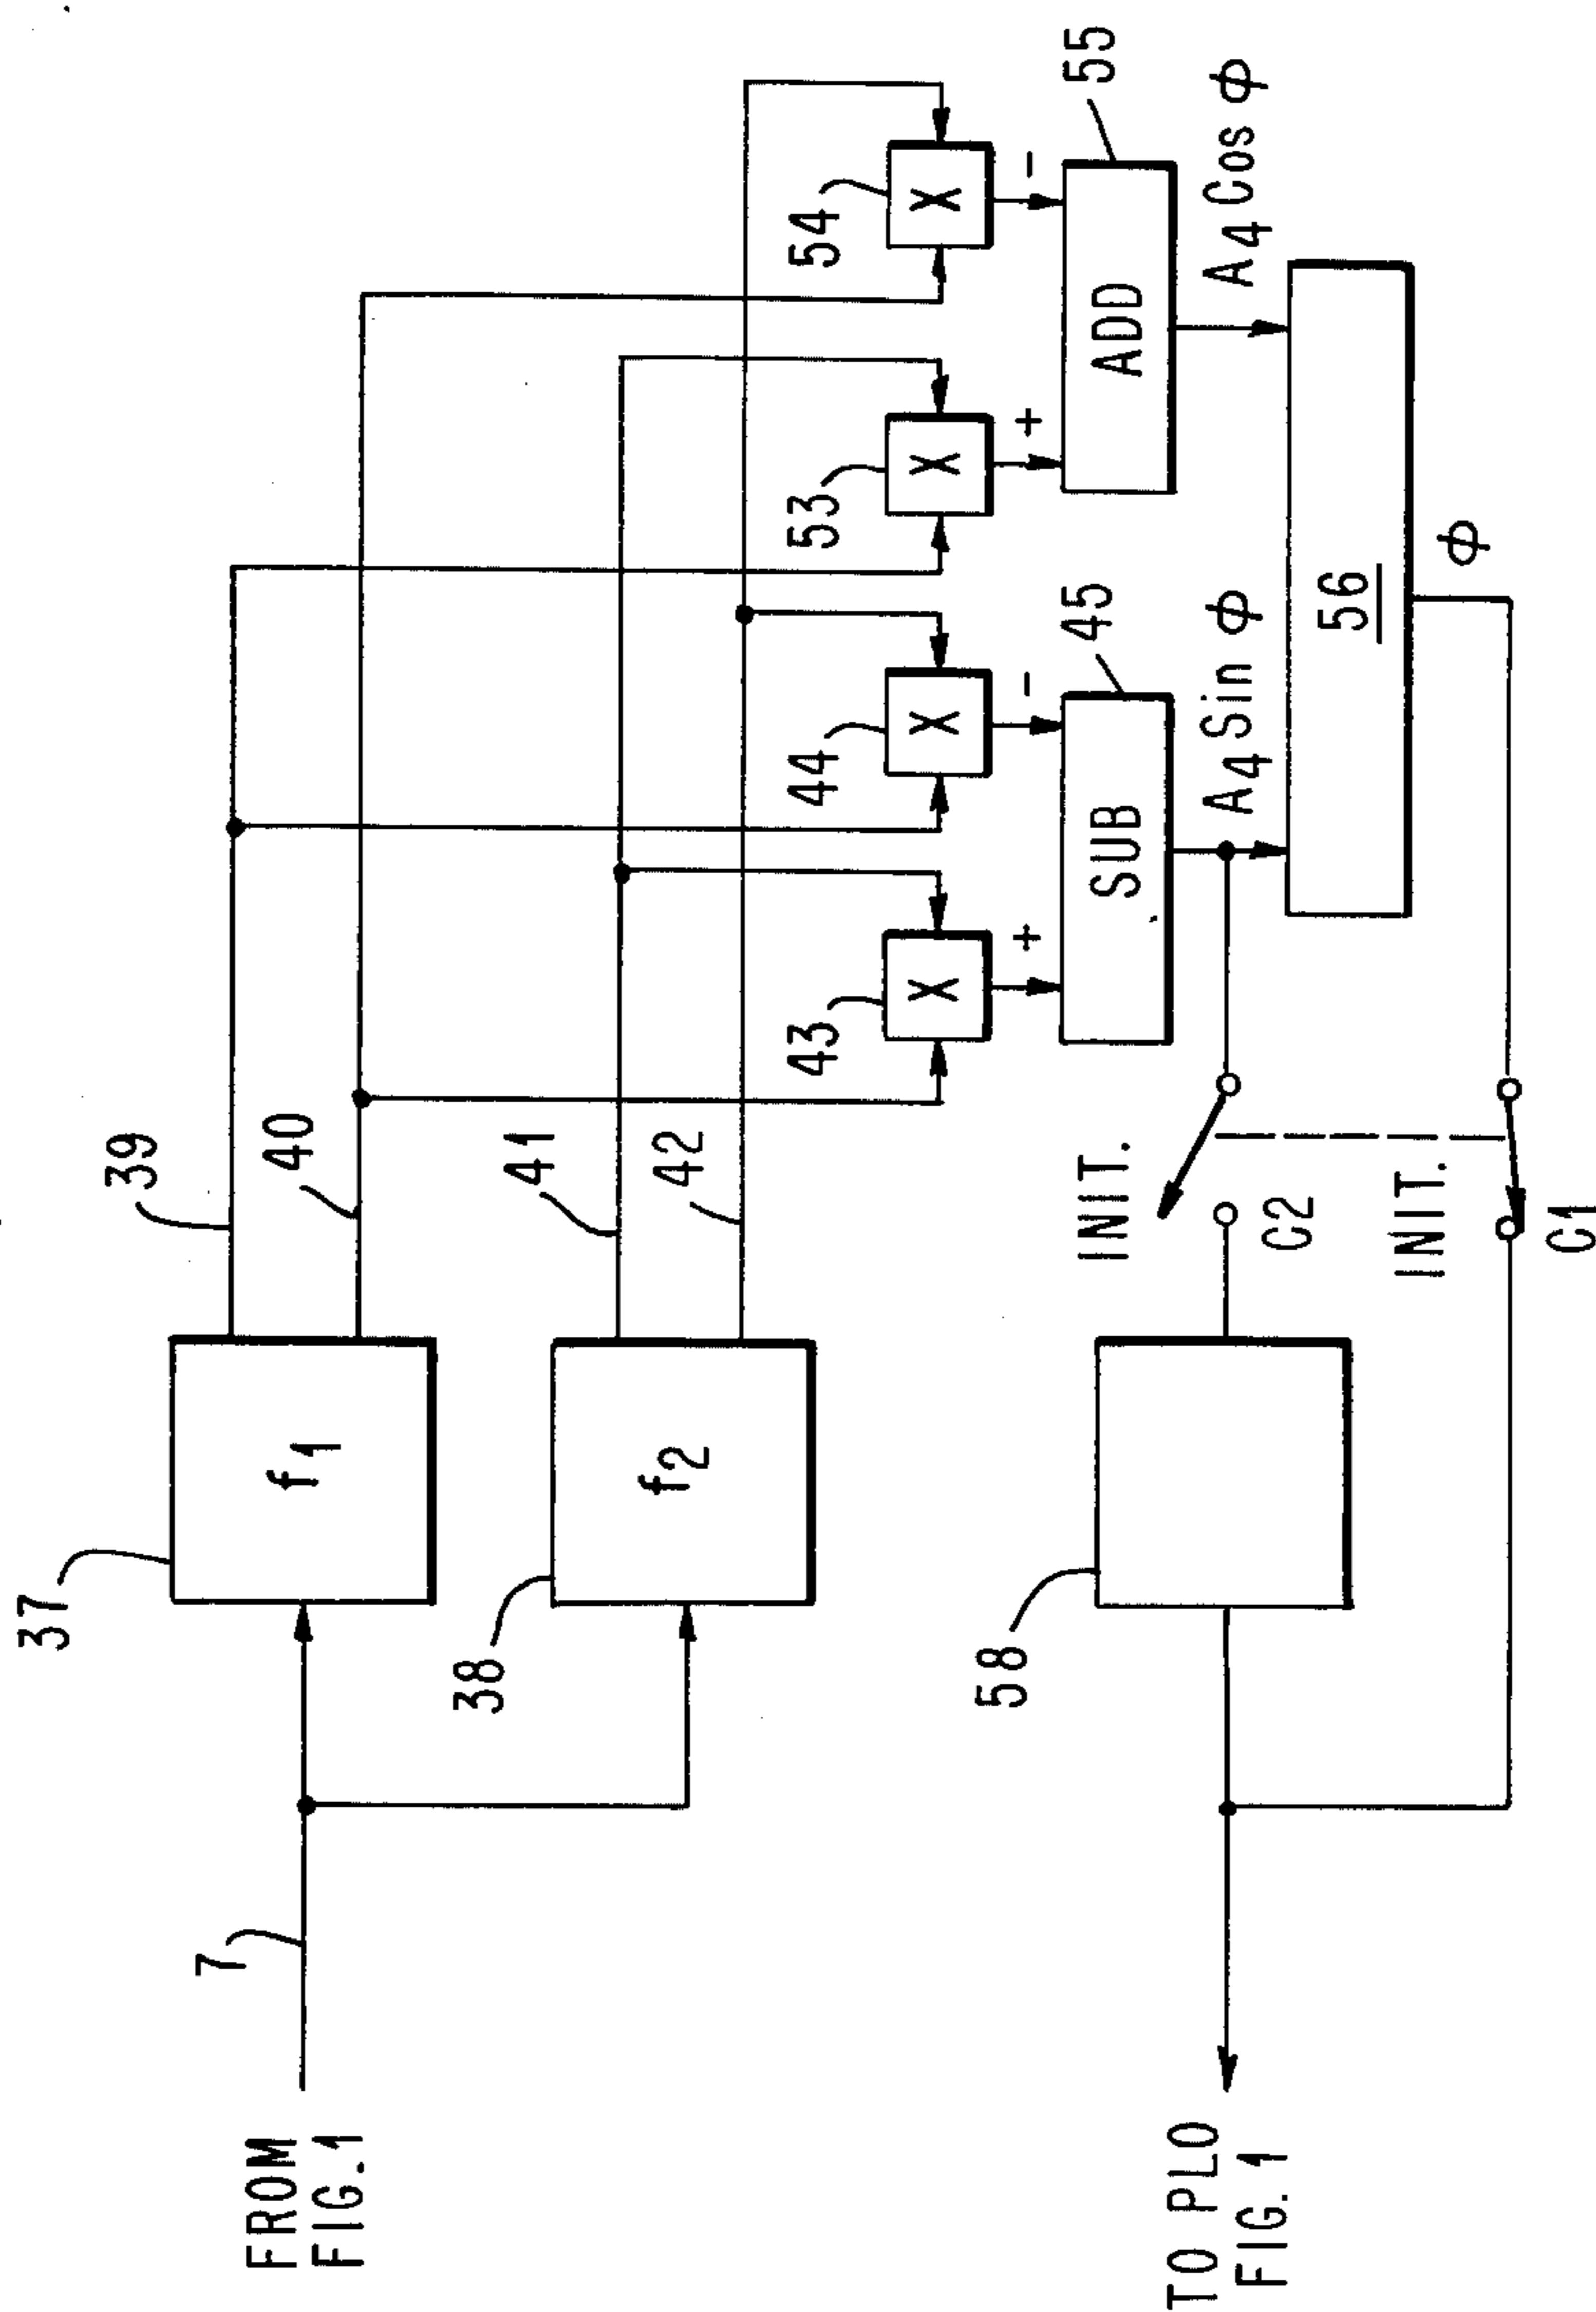 FROM
FIG.1
7
37
f1
39
40
38
f2
41
42
43
X
44
X
53
X
54
X
+
-
+
-
SUB
45
ADD
55
A4 Sin ϕ
A4 Cos ϕ
56
ϕ
INIT.
C2
INIT.
C1
58
TO PLO
FIG.1